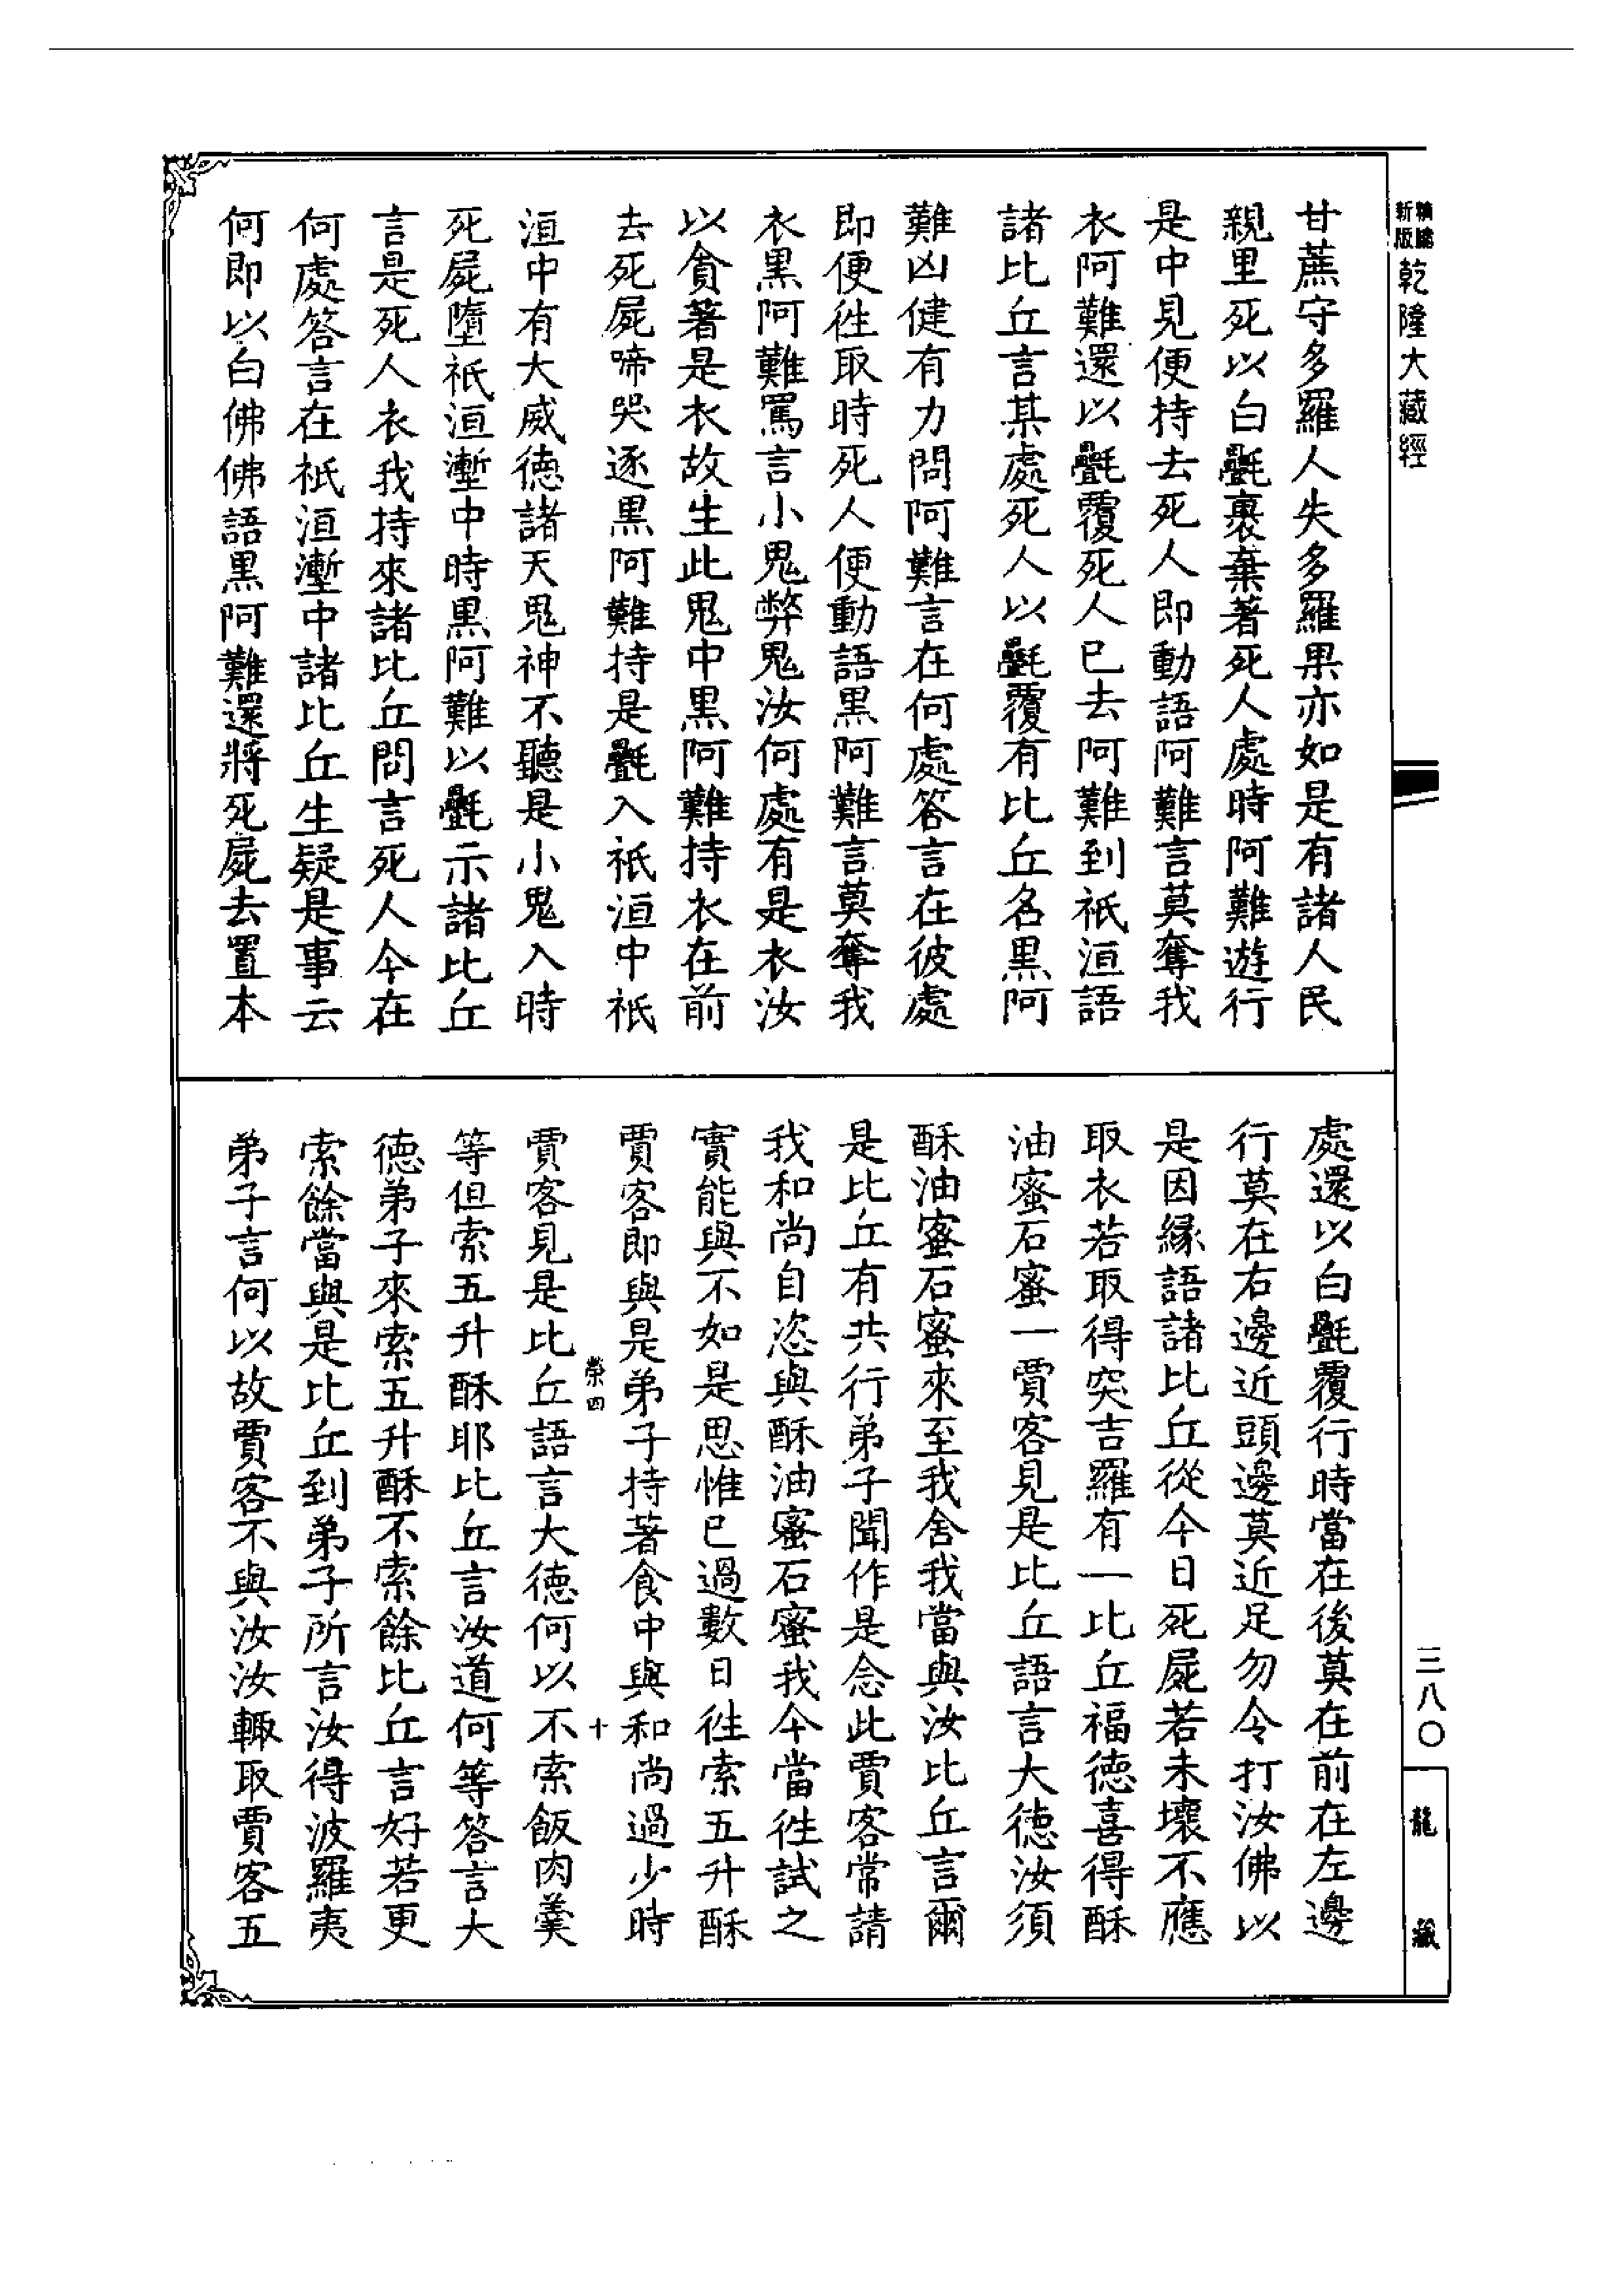 新版
乾隆大藏經
甘蔗守多羅人失多羅果亦如是有諸人民
親里死以白㲲裹棄著死人處時阿難遊行
是中見便持去死人即動語阿難言莫奪我
衣阿難還以㲲覆死人已去阿難到祇洹語
諸比丘言某處死人以㲲覆有比丘名黑阿
難凶健有力問阿難言在何處答言在彼處
即便徃取時死人便動語黑阿難言莫奪我
衣黑阿難罵言小鬼弊鬼汝何處有是衣汝
以貪著是衣故生此鬼中黑阿難持衣在前
去死屍啼哭逐黑阿難持是㲲入祇洹中祇
洹中有大威德諸天鬼神不聽是小鬼入時
死屍墮祇洹塹中時黑阿難以㲲示諸比丘
言是死人衣我持來諸比丘問言死人今在
何處答言在祇洹塹中諸比丘生疑是事云
何即以白佛佛語黑阿難還將死屍去置本
處還以白㲲覆行時當在後莫在前在左邊
行莫在右邊近頭邊莫近足勿令打汝佛以
是因緣語諸比丘從今日死屍若未壞不應
取衣若取得突吉羅有一比丘福德喜得酥
油蜜石蜜一賈客見是比丘語言大德汝須
酥油蜜石蜜來至我舍我當與汝比丘言爾
是比丘有共行弟子聞作是念此賈客常請
我和尚自恣與酥油蜜石蜜我今當徃試之
實能與不如是思惟已過數日徃索五升酥
賈客即與是弟子持著食中與和尚過少時
榮四
十
賈客見是比丘語言大德何以不索飯肉羹
等但索五升酥耶比丘言汝道何等答言大
德弟子來索五升酥不索餘比丘言好若更
索餘當與是比丘到弟子所言汝得波羅夷
弟子言何以故賈客不與汝汝輒取賈客五
三八〇
龍藏